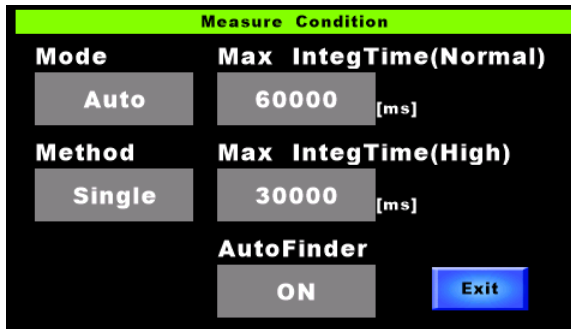 Measure Condition
Mode
Max IntegTime(Normal)
Auto
60000 [ms]
Method
Max IntegTime(High)
Single
30000 [ms]
AutoFinder
ON
Exit